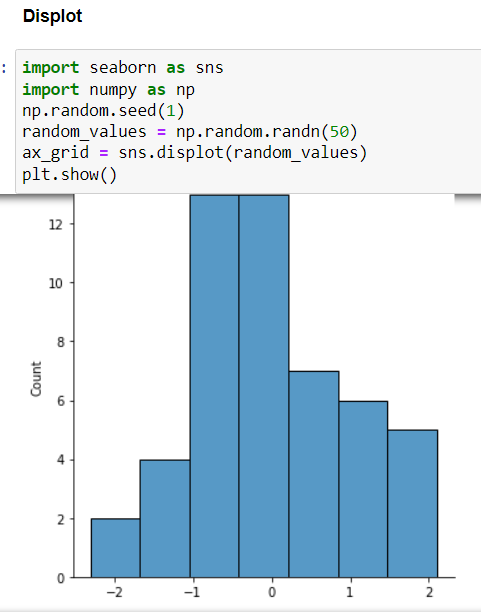 Displot
: import seaborn as sns
import numpy as np
np.random.seed(1)
random_values = np.random.randn(50)
ax_grid = sns.displot(random_values)
plt.show()
12
10
8
6
4
2
0
Count
−2 −1 0 1 2